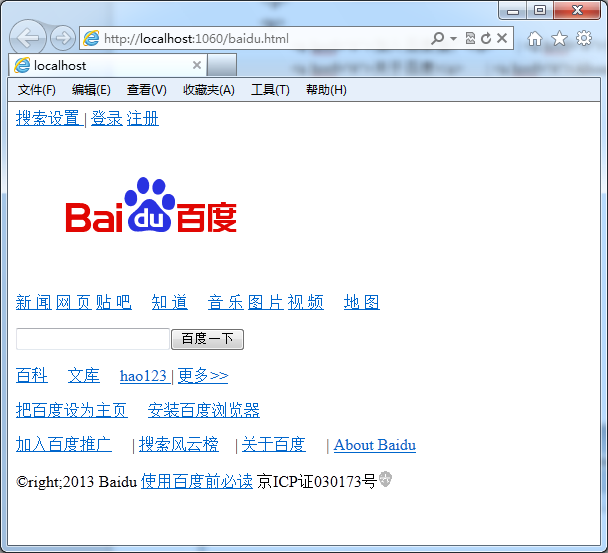 http://localhost:1060/baidu.html
localhost
文件(F) 编辑(E) 查看(V) 收藏夹(A) 工具(T) 帮助(H)
搜索设置 | 登录 注册
Bai du 百度
新 闻 网 页 贴 吧 知 道 音 乐 图 片 视 频 地 图
百度一下
百科 文库 hao123 | 更多>>
把百度设为主页 安装百度浏览器
加入百度推广 | 搜索风云榜 | 关于百度 | About Baidu
©right;2013 Baidu 使用百度前必读 京ICP证030173号